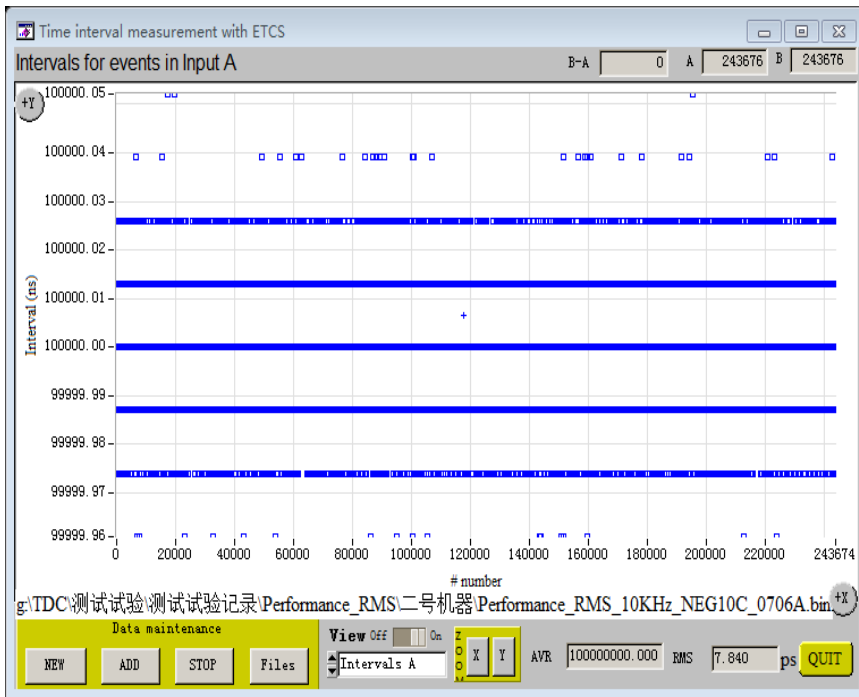 Time interval measurement with ETCS
Intervals for events in Input A
B-A 0 A 243676 B 243676
+Y
100000.05
100000.04
100000.03
100000.02
100000.01
100000.00
99999.99
99999.98
99999.97
99999.96
Interval (ns)
0 20000 40000 60000 80000 100000 120000 140000 160000 180000 200000 220000 243674
# number
g:\TDC\测试试验\测试试验记录\Performance_RMS\二号机器\Performance_RMS_10KHz_NEG10C_0706A.bin
+X
Data maintenance
NEW ADD STOP Files
View Off On
Intervals A
ZOOM
X Y
AVR 100000000.000 RMS 7.840 ps QUIT